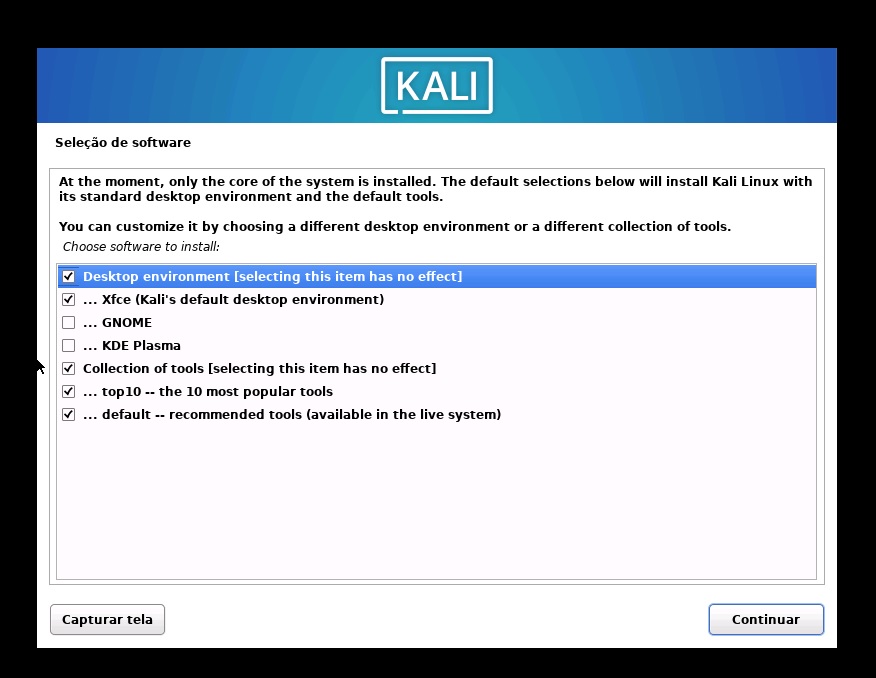 KALI
Seleção de software
At the moment, only the core of the system is installed. The default selections below will install Kali Linux with
its standard desktop environment and the default tools.
You can customize it by choosing a different desktop environment or a different collection of tools.
Choose software to install:
Desktop environment [selecting this item has no effect]
... Xfce (Kali's default desktop environment)
... GNOME
... KDE Plasma
Collection of tools [selecting this item has no effect]
... top10 -- the 10 most popular tools
... default -- recommended tools (available in the live system)
Capturar tela
Continuar